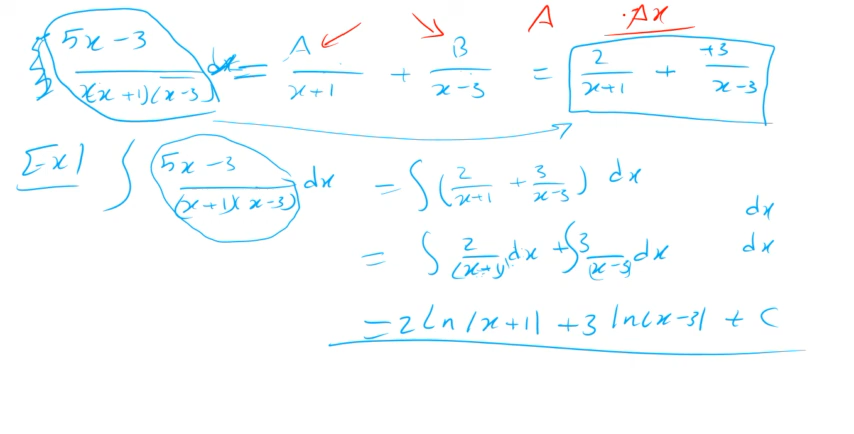 A .Ax
(5x-3)/((x+1)(x-3)) dx = A/(x+1) + B/(x-3) = 2/(x+1) + +3/(x-3)
Ex) ∫ (5x-3)/((x+1)(x-3)) dx = ∫(2/(x+1) + 3/(x-3)) dx
dx
= ∫ 2/(x+1) dx + ∫ 3/(x-3) dx dx
= 2 ln|x+1| + 3 ln(x-3| + C